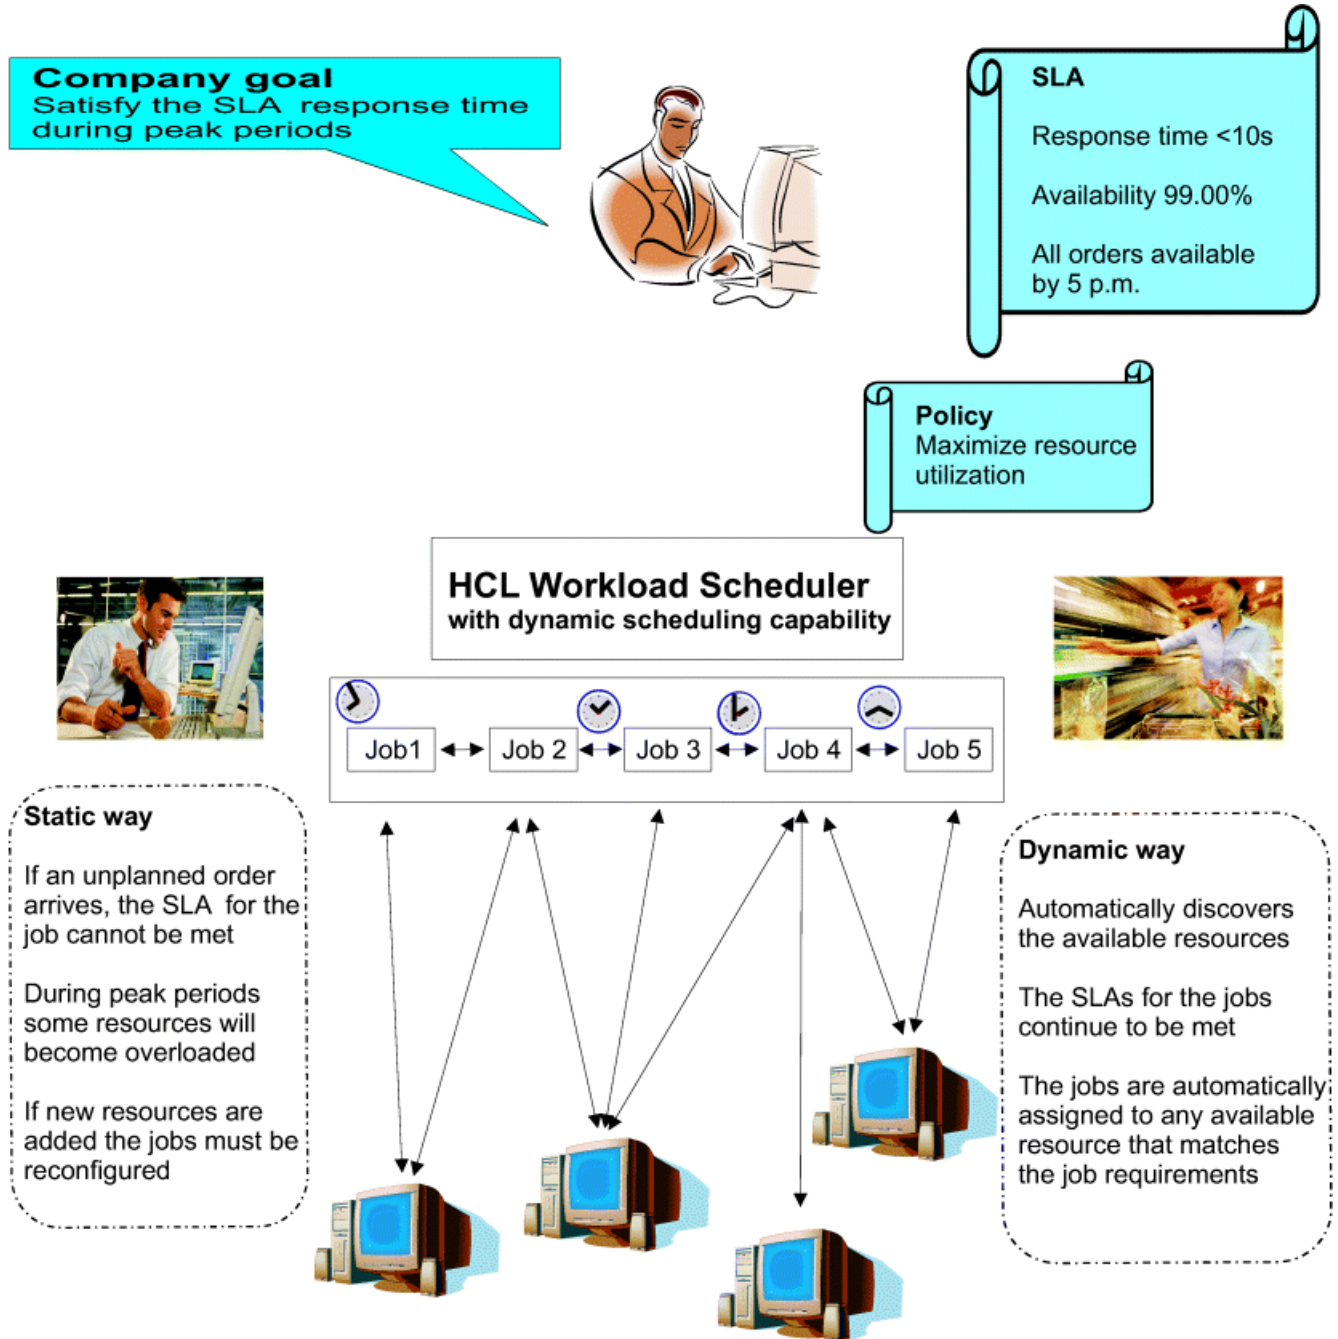 Company goal
Satisfy the SLA response time
during peak periods
SLA
Response time <10s
Availability 99.00%
All orders available
by 5 p.m.
Policy
Maximize resource
utilization
HCL Workload Scheduler
with dynamic scheduling capability
Job1
Job 2
Job 3
Job 4
Job 5
Static way
If an unplanned order
arrives, the SLA for the
job cannot be met
During peak periods
some resources will
become overloaded
If new resources are
added the jobs must be
reconfigured
Dynamic way
Automatically discovers
the available resources
The SLAs for the jobs
continue to be met
The jobs are automatically
assigned to any available
resource that matches
the job requirements